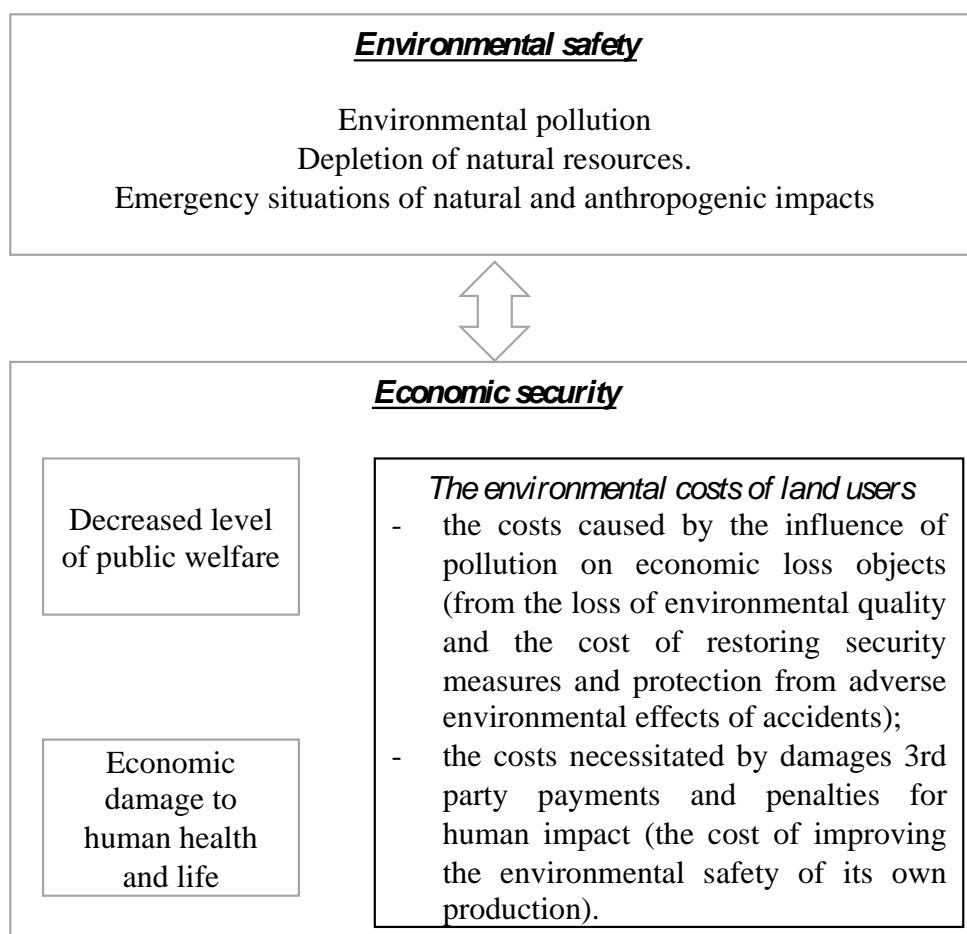 Environmental safety
Environmental pollution
Depletion of natural resources.
Emergency situations of natural and anthropogenic impacts
Economic security
Decreased level
of public welfare
Economic
damage to
human health
and life
The environmental costs of land users
- the costs caused by the influence of
pollution on economic loss objects
(from the loss of environmental quality
and the cost of restoring security
measures and protection from adverse
environmental effects of accidents);
- the costs necessitated by damages 3rd
party payments and penalties for
human impact (the cost of improving
the environmental safety of its own
production).